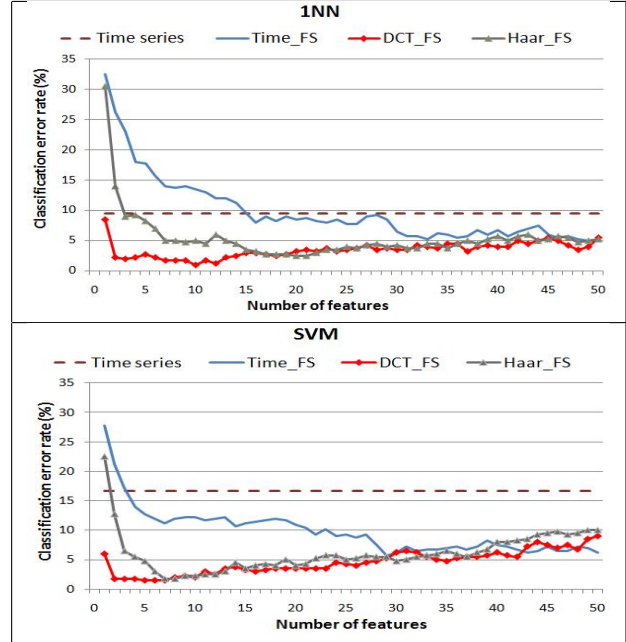 1NN
Time series Time_FS DCT_FS Haar_FS
Classification error rate (%)
35
30
25
20
15
10
5
0
0 5 10 15 20 25 30 35 40 45 50
Number of features
SVM
Time series Time_FS DCT_FS Haar_FS
Classification error rate (%)
35
30
25
20
15
10
5
0
0 5 10 15 20 25 30 35 40 45 50
Number of features